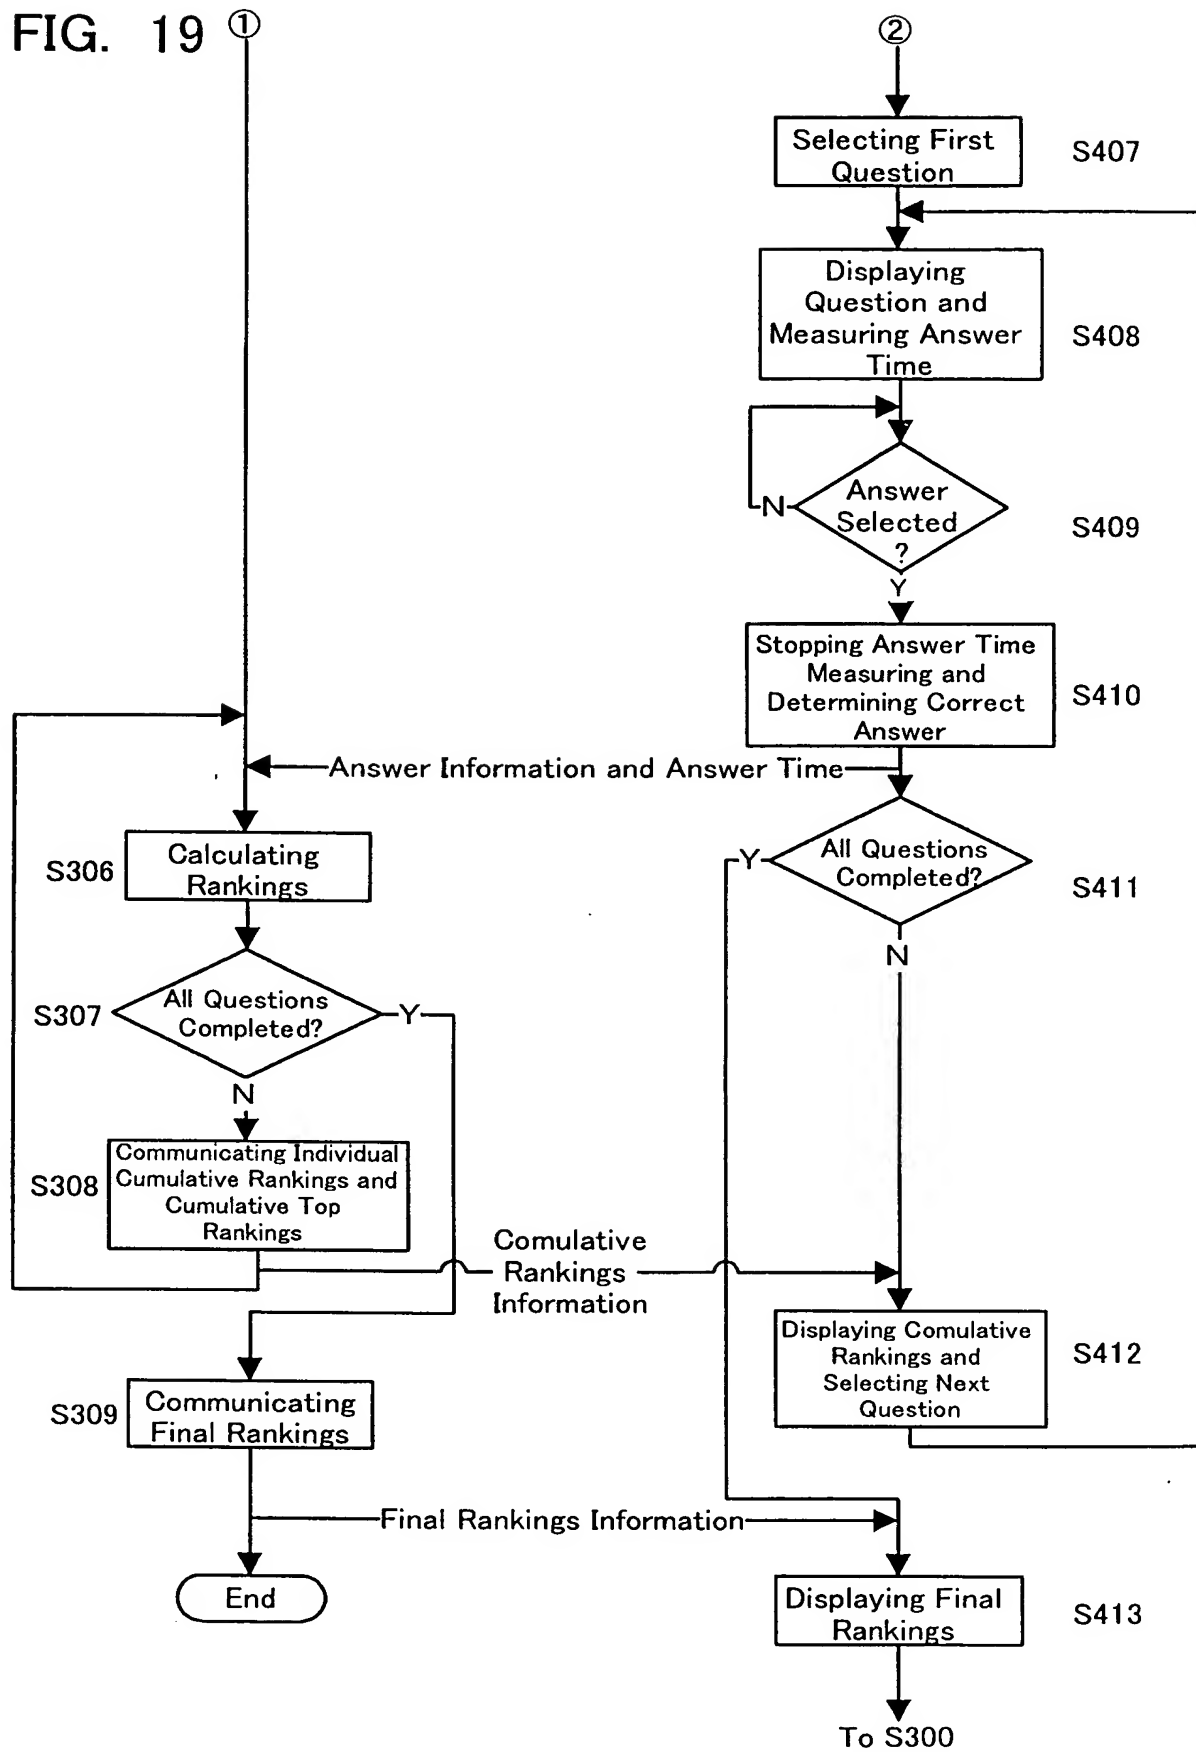 FIG. 19
①
②
Selecting First
Question
S407
Displaying
Question and
Measuring Answer
Time
S408
Answer
Selected
?
N
S409
Y
Stopping Answer Time
Measuring and
Determining Correct
Answer
S410
Answer Information and Answer Time
S306
Calculating
Rankings
Y
All Questions
Completed?
S411
N
S307
All Questions
Completed?
Y
N
S308
Communicating Individual
Cumulative Rankings and
Cumulative Top
Rankings
Comulative
Rankings
Information
Displaying Comulative
Rankings and
Selecting Next
Question
S412
S309
Communicating
Final Rankings
Final Rankings Information
End
Displaying Final
Rankings
S413
To S300